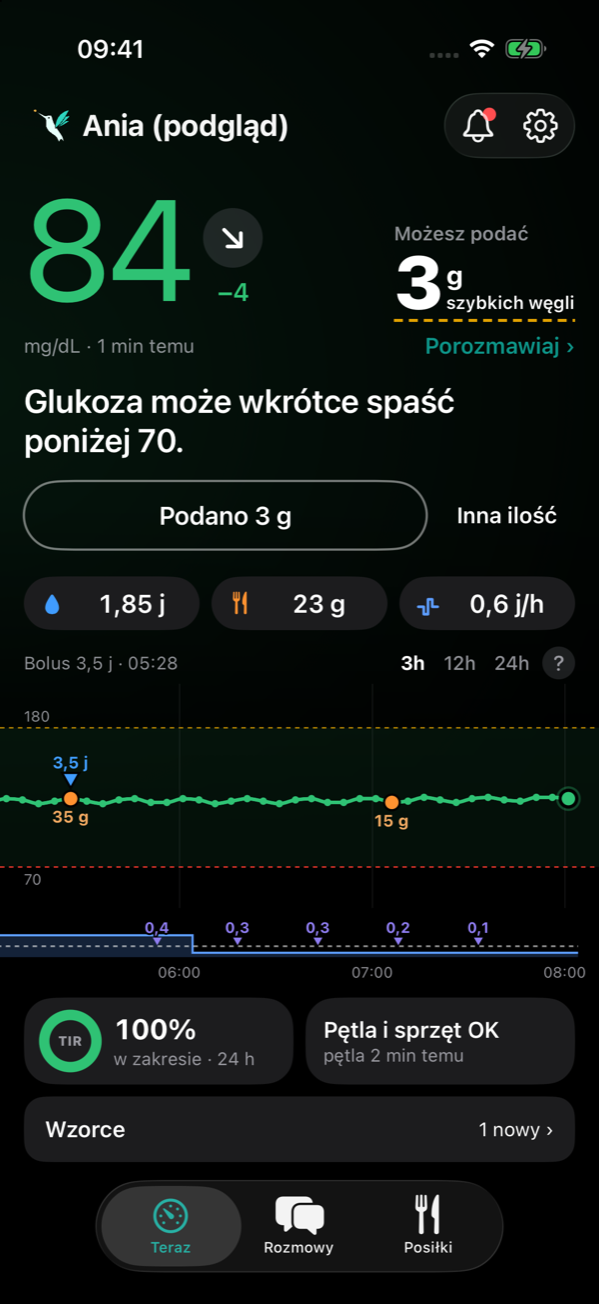 09:41
Ania (podgląd)
84
−4
mg/dL · 1 min temu
Możesz podać
3 g
szybkich węgli
Porozmawiaj ›
Glukoza może wkrótce spaść
poniżej 70.
Podano 3 g
Inna ilość
1,85 j
23 g
0,6 j/h
Bolus 3,5 j · 05:28
3h 12h 24h ?
180
3,5 j
35 g
15 g
70
0,4 0,3 0,3 0,2 0,1
06:00 07:00 08:00
TIR
100%
w zakresie · 24 h
Pętla i sprzęt OK
pętla 2 min temu
Wzorce
1 nowy ›
Teraz
Rozmowy
Posiłki